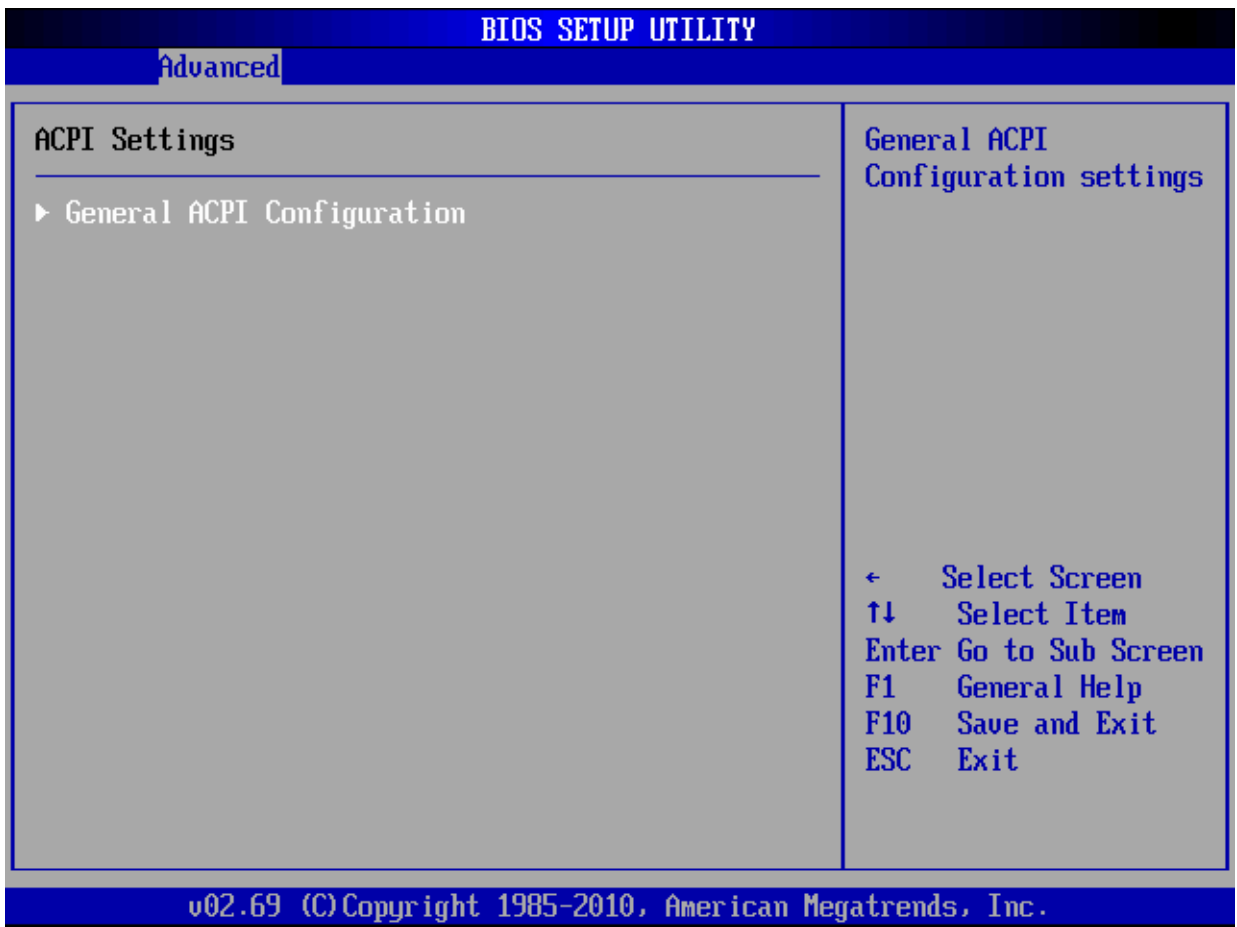 BIOS SETUP UTILITY
Advanced
ACPI Settings
▶ General ACPI Configuration
General ACPI
Configuration settings
← Select Screen
↑↓ Select Item
Enter Go to Sub Screen
F1 General Help
F10 Save and Exit
ESC Exit
v02.69 (C)Copyright 1985-2010, American Megatrends, Inc.